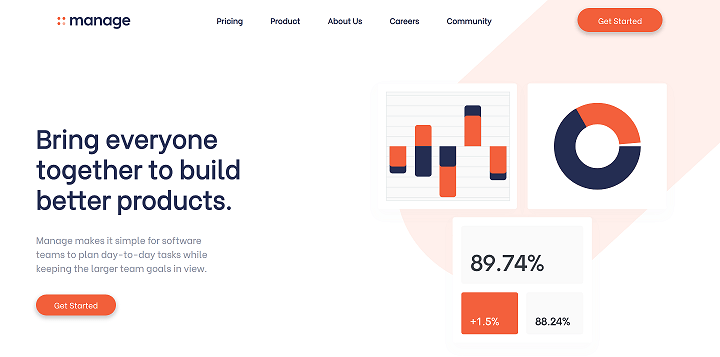 manage
Pricing
Product
About Us
Careers
Community
Get Started
Bring everyone
together to build
better products.
Manage makes it simple for software
teams to plan day-to-day tasks while
keeping the larger team goals in view.
Get Started
89.74%
+1.5%
88.24%